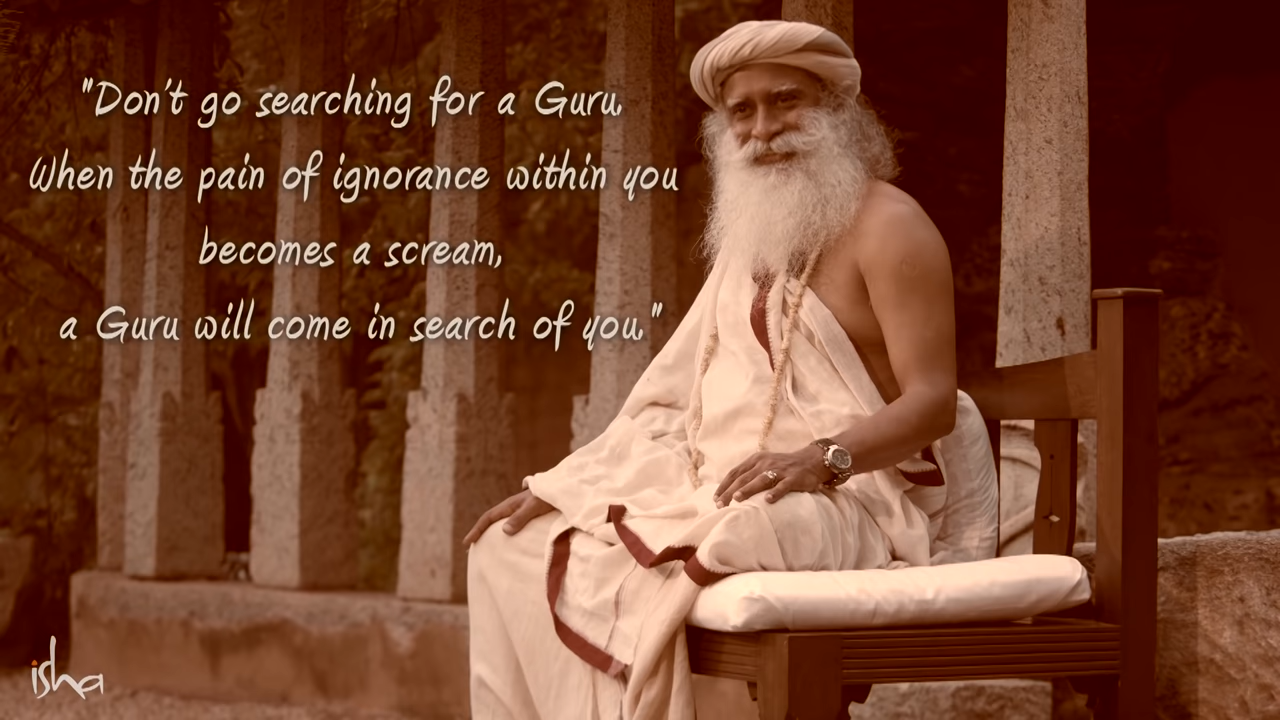 "Don't go searching for a Guru.
When the pain of ignorance within you
becomes a scream,
a Guru will come in search of you."
isha